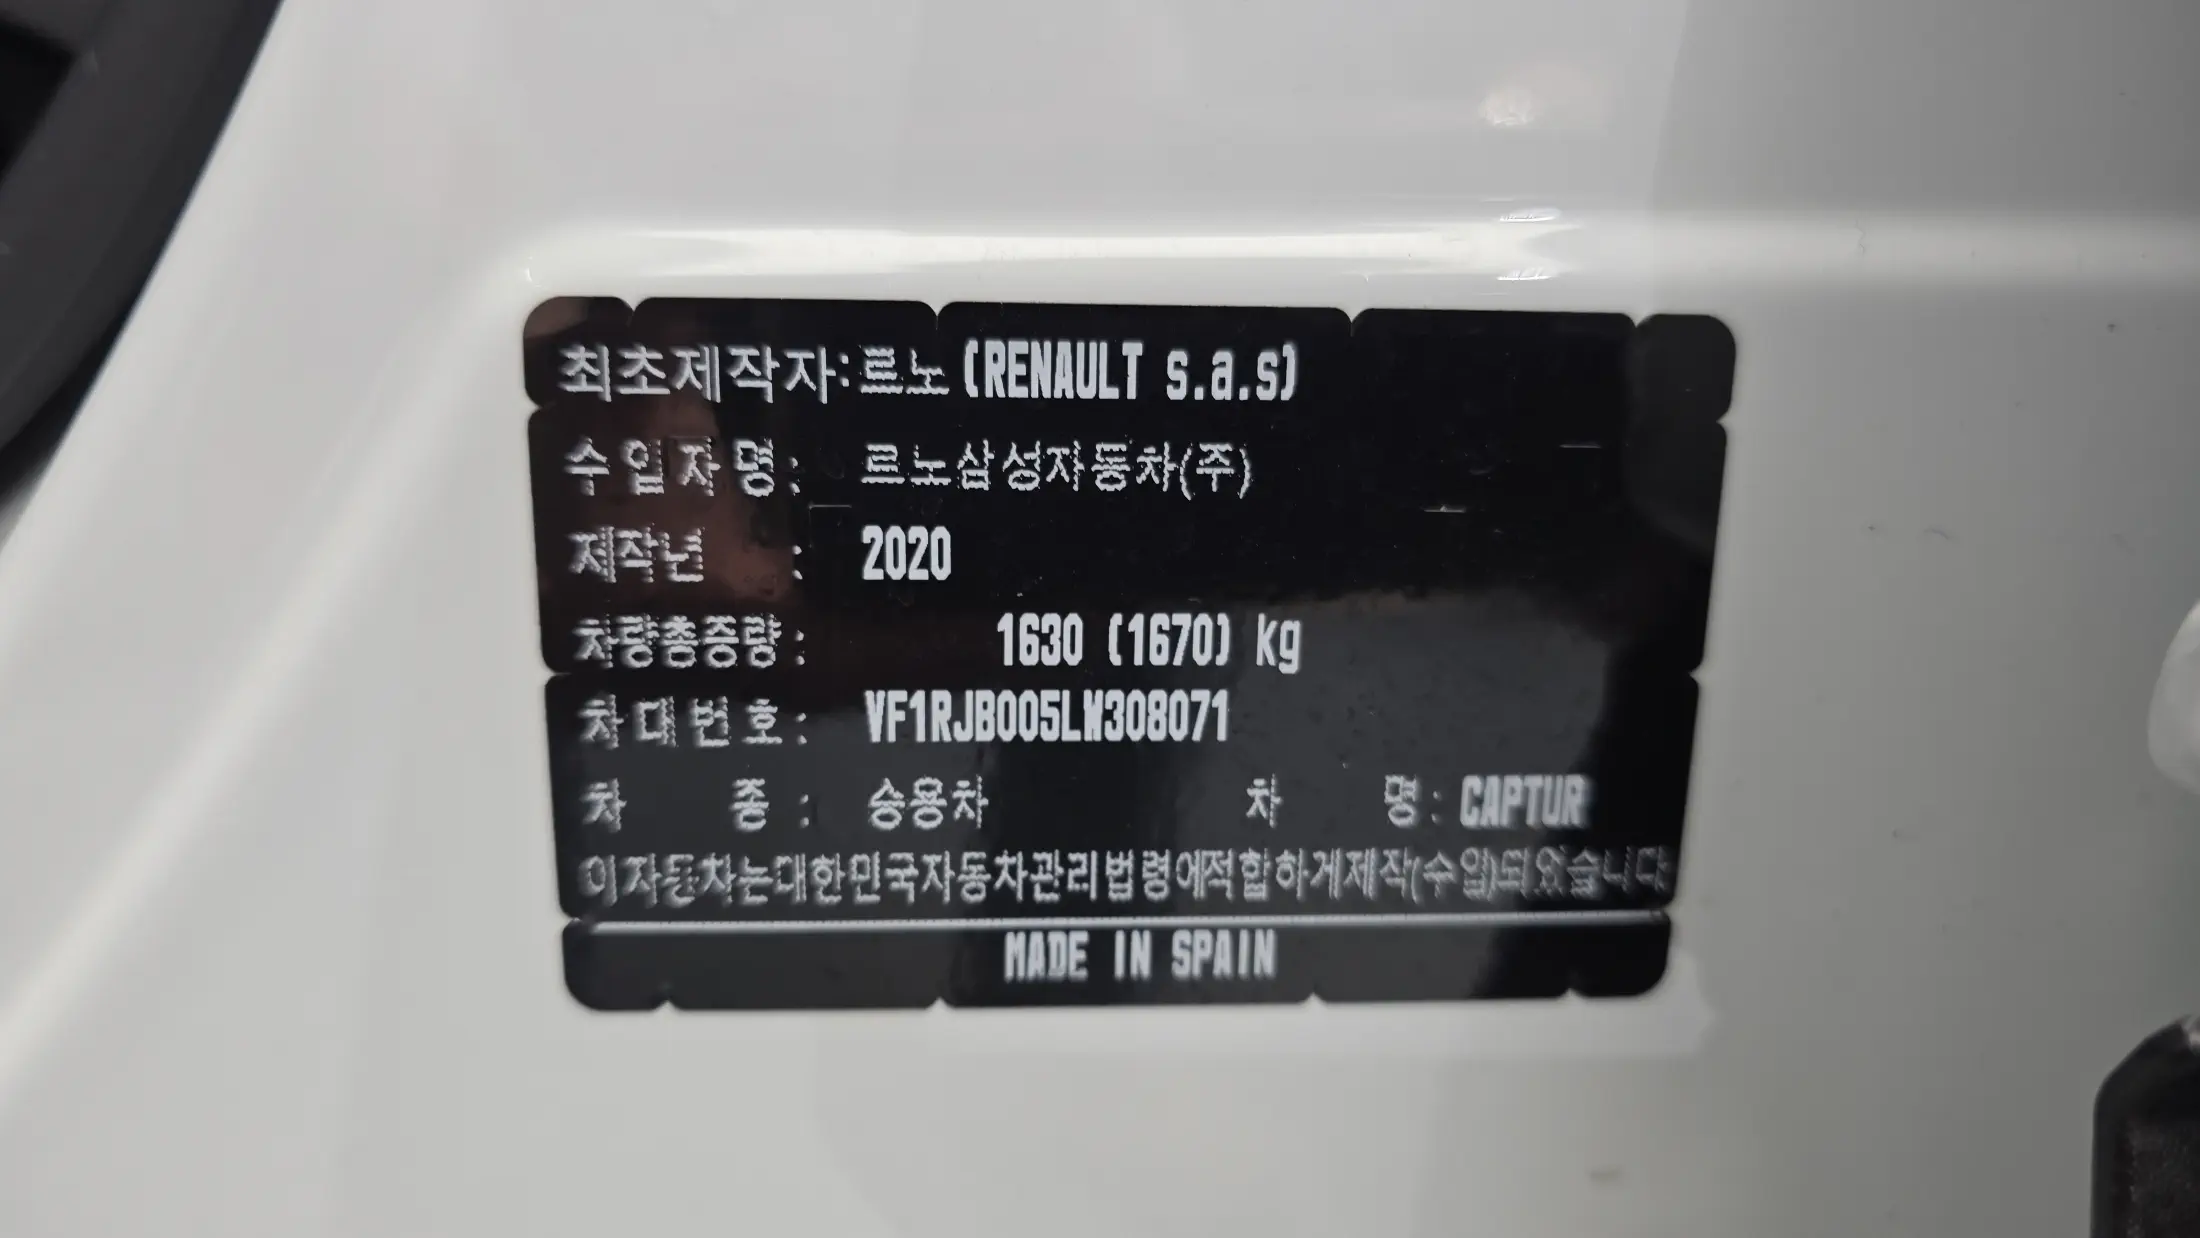 최초제작자:르노(RENAULT s.a.s)
수입자명: 르노삼성자동차(주)
제작년 : 2020
차량총중량: 1630 (1670) kg
차대번호: VF1RJB005LW308071
차 종: 승용차 차 명: CAPTUR
이자동차는대한민국자동차관리법령에적합하게제작(수입)되었습니다
MADE IN SPAIN